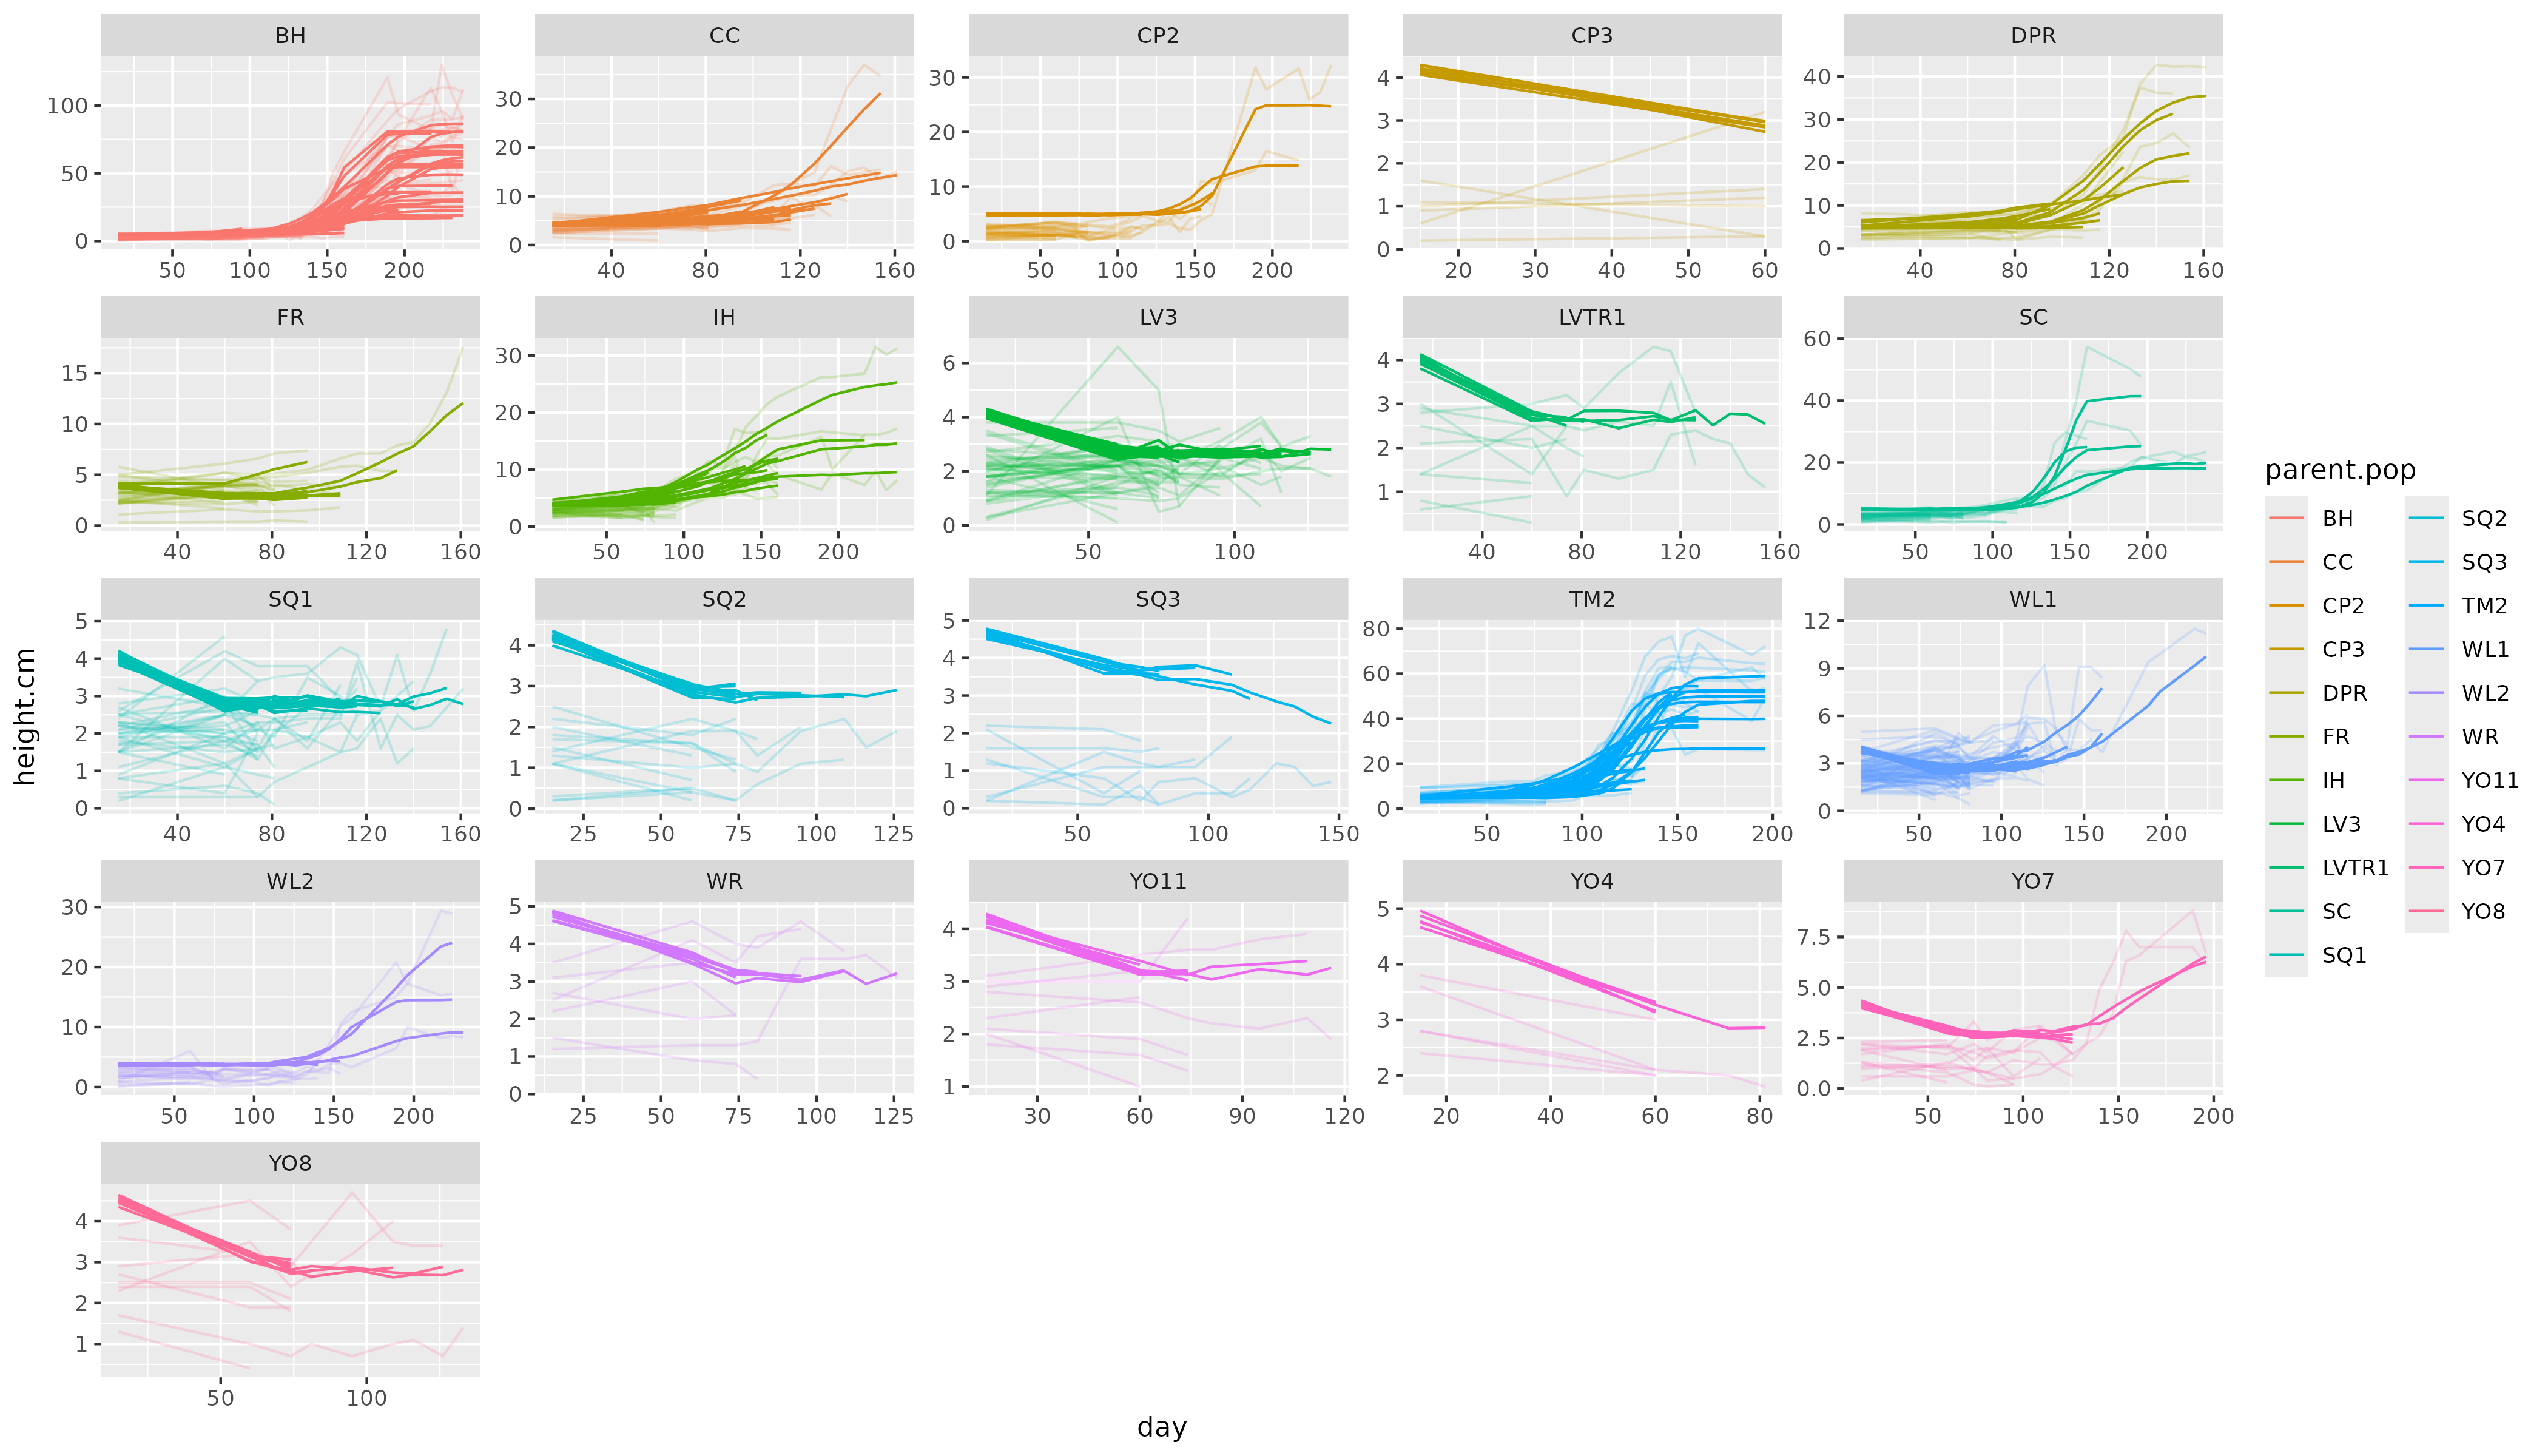 BH CC CP2 CP3 DPR
100 50 0
30 20 10 0
30 20 10 0
4 3 2 1 0
40 30 20 10 0
50 100 150 200
40 80 120 160
50 100 150 200
20 30 40 50 60
40 80 120 160
FR IH LV3 LVTR1 SC
15 10 5 0
30 20 10 0
6 4 2 0
4 3 2 1
60 40 20 0
40 80 120 160
50 100 150 200
50 100
40 80 120 160
50 100 150 200
SQ1 SQ2 SQ3 TM2 WL1
5 4 3 2 1 0
4 3 2 1 0
5 4 3 2 1 0
80 60 40 20 0
12 9 6 3 0
40 80 120 160
25 50 75 100 125
50 100 150
50 100 150 200
50 100 150 200
WL2 WR YO11 YO4 YO7
30 20 10 0
5 4 3 2 1 0
4 3 2 1
5 4 3 2
7.5 5.0 2.5 0.0
50 100 150 200
25 50 75 100 125
30 60 90 120
20 40 60 80
50 100 150 200
YO8
4 3 2 1
50 100
height.cm
day
parent.pop
BH
CC
CP2
CP3
DPR
FR
IH
LV3
LVTR1
SC
SQ1
SQ2
SQ3
TM2
WL1
WL2
WR
YO11
YO4
YO7
YO8